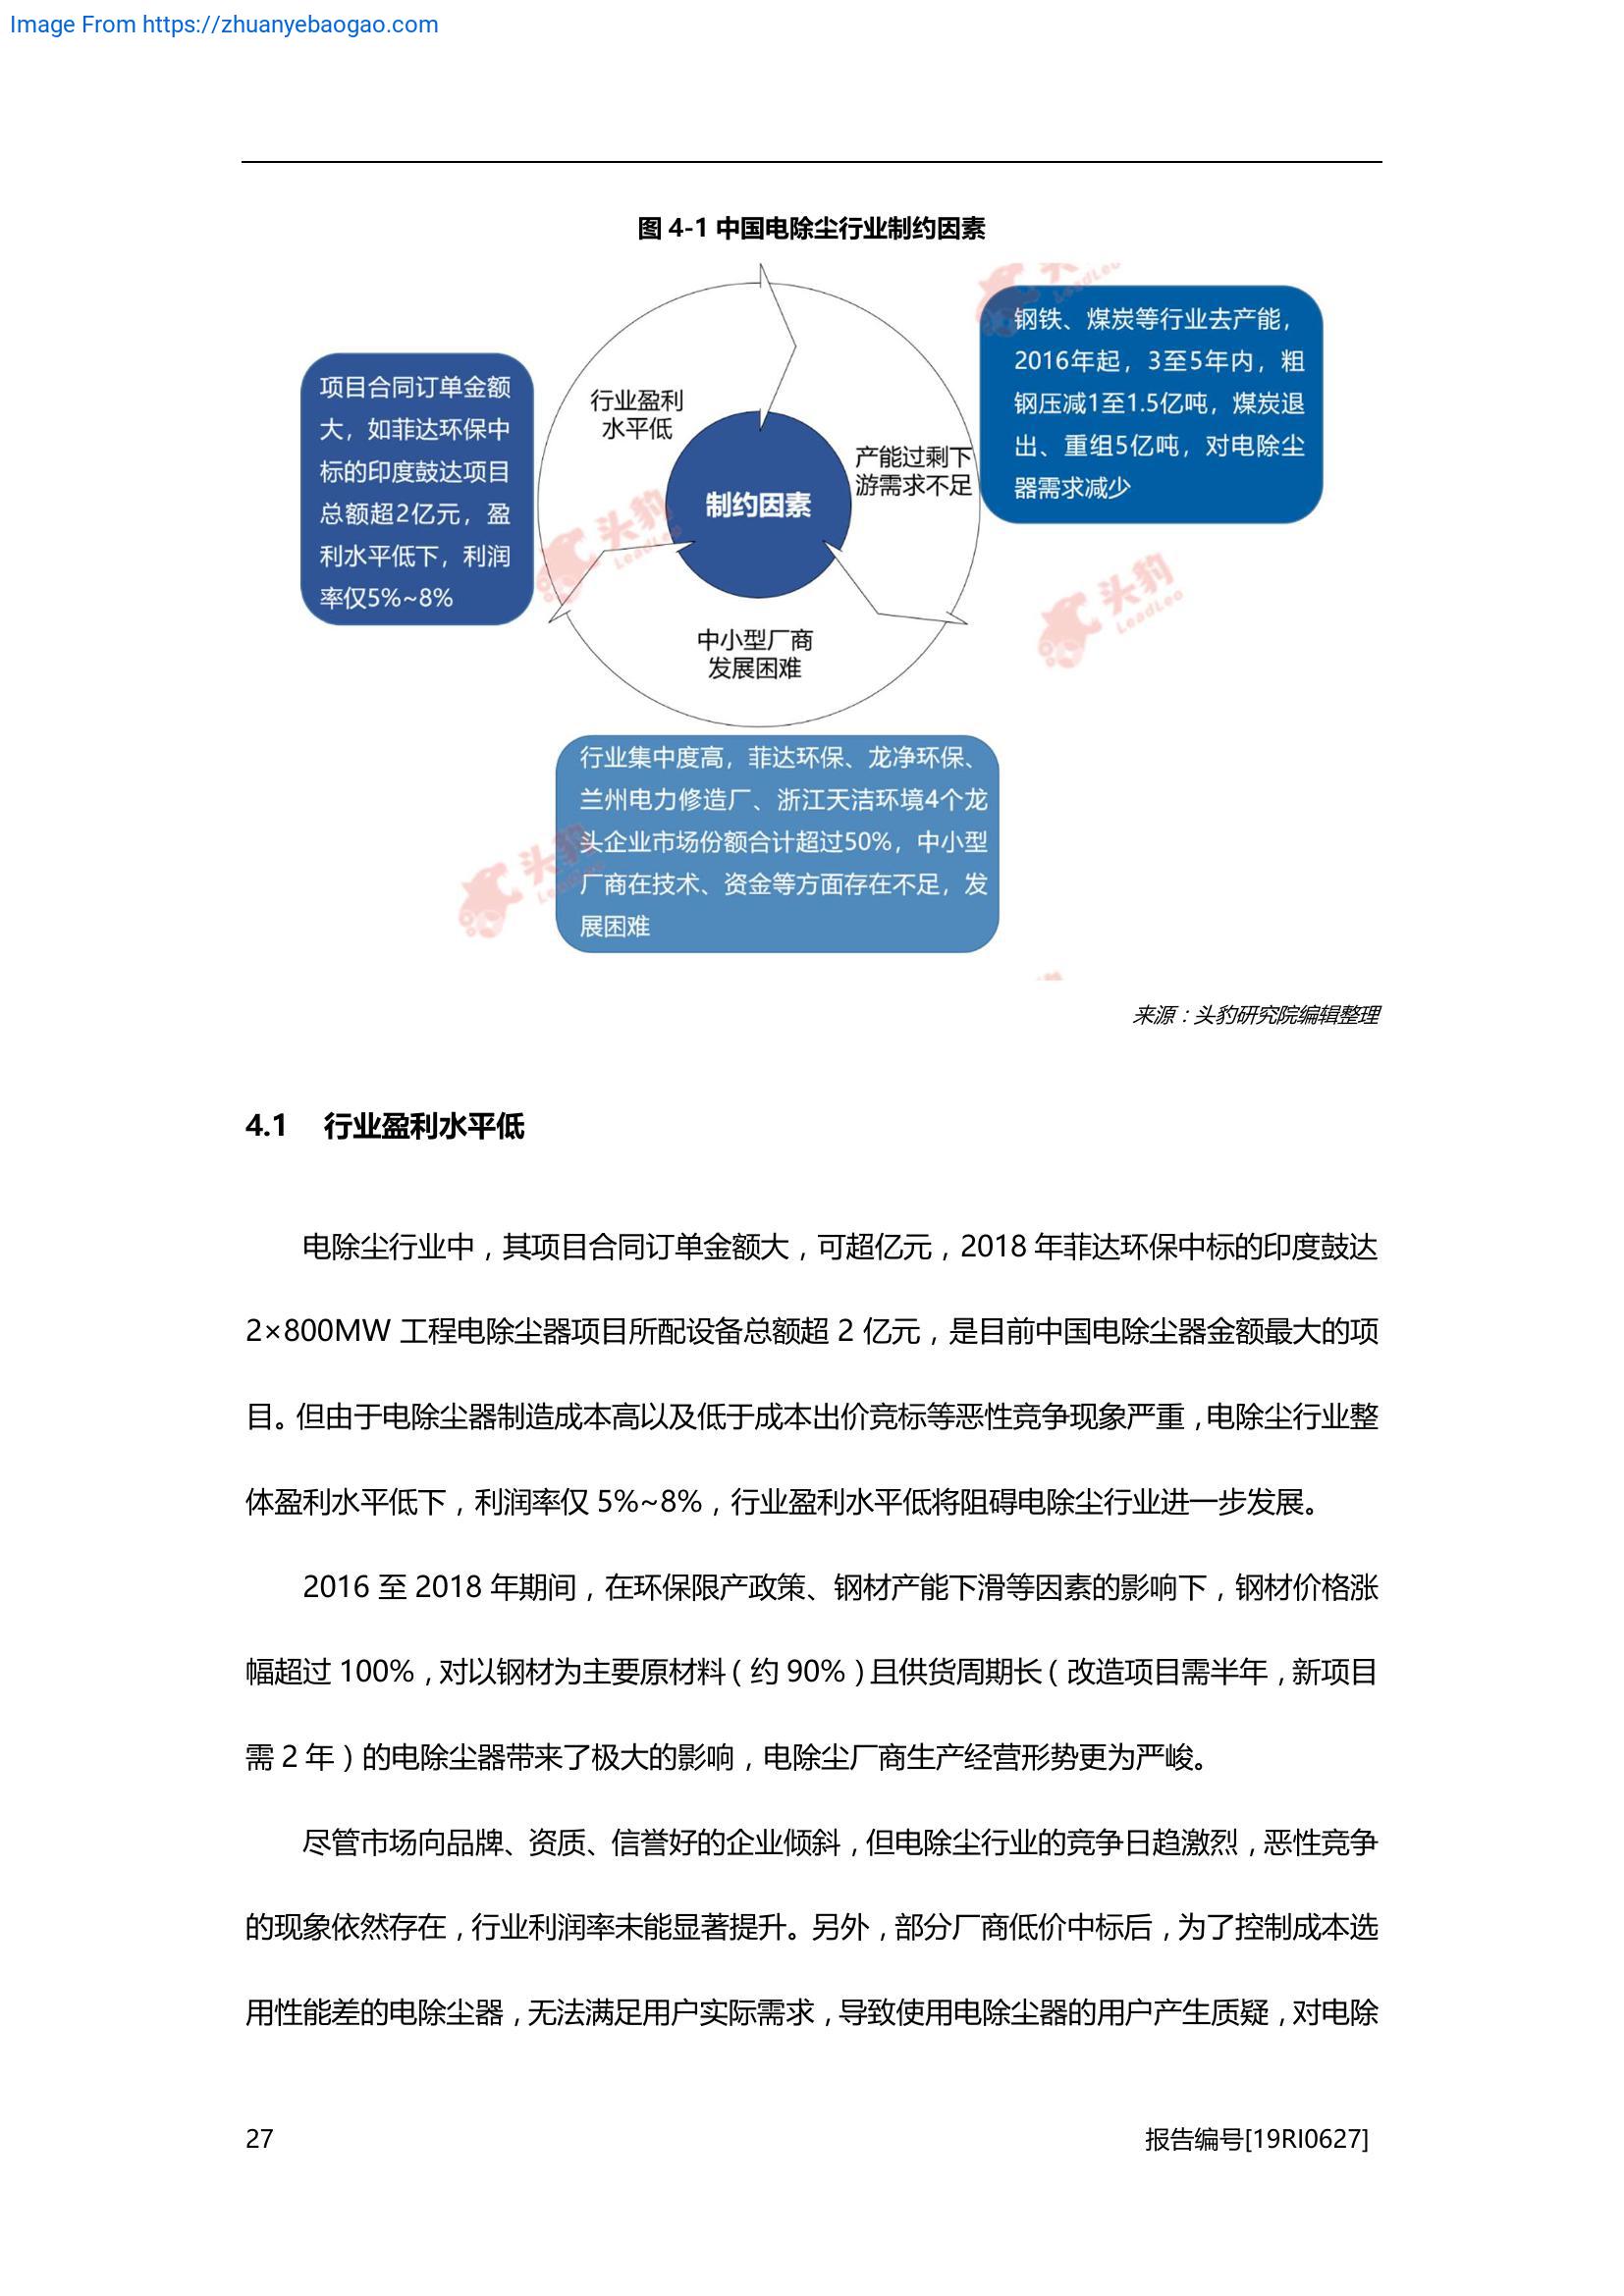 Image From https://zhuanyebaogao.com
图 4-1 中国电除尘行业制约因素
钢铁、煤炭等行业去产能，
2016年起，3至5年内，粗
钢压减1至1.5亿吨，煤炭退
出、重组5亿吨，对电除尘
器需求减少
项目合同订单金额
大，如菲达环保中
标的印度鼓达项目
总额超2亿元，盈
利水平低下，利润
率仅5%~8%
行业盈利
水平低
产能过剩下
游需求不足
制约因素
中小型厂商
发展困难
行业集中度高，菲达环保、龙净环保、
兰州电力修造厂、浙江天洁环境4个龙
头企业市场份额合计超过50%，中小型
厂商在技术、资金等方面存在不足，发
展困难
头豹
LeadLeo
头豹
LeadLeo
头豹
LeadLeo
头豹
LeadLeo
来源：头豹研究院编辑整理
4.1 行业盈利水平低
电除尘行业中，其项目合同订单金额大，可超亿元，2018 年菲达环保中标的印度鼓达
2×800MW 工程电除尘器项目所配设备总额超 2 亿元，是目前中国电除尘器金额最大的项
目。但由于电除尘器制造成本高以及低于成本出价竞标等恶性竞争现象严重，电除尘行业整
体盈利水平低下，利润率仅 5%~8%，行业盈利水平低将阻碍电除尘行业进一步发展。
2016 至 2018 年期间，在环保限产政策、钢材产能下滑等因素的影响下，钢材价格涨
幅超过 100%，对以钢材为主要原材料（约 90%）且供货周期长（改造项目需半年，新项目
需 2 年）的电除尘器带来了极大的影响，电除尘厂商生产经营形势更为严峻。
尽管市场向品牌、资质、信誉好的企业倾斜，但电除尘行业的竞争日趋激烈，恶性竞争
的现象依然存在，行业利润率未能显著提升。另外，部分厂商低价中标后，为了控制成本选
用性能差的电除尘器，无法满足用户实际需求，导致使用电除尘器的用户产生质疑，对电除
27
报告编号[19RI0627]